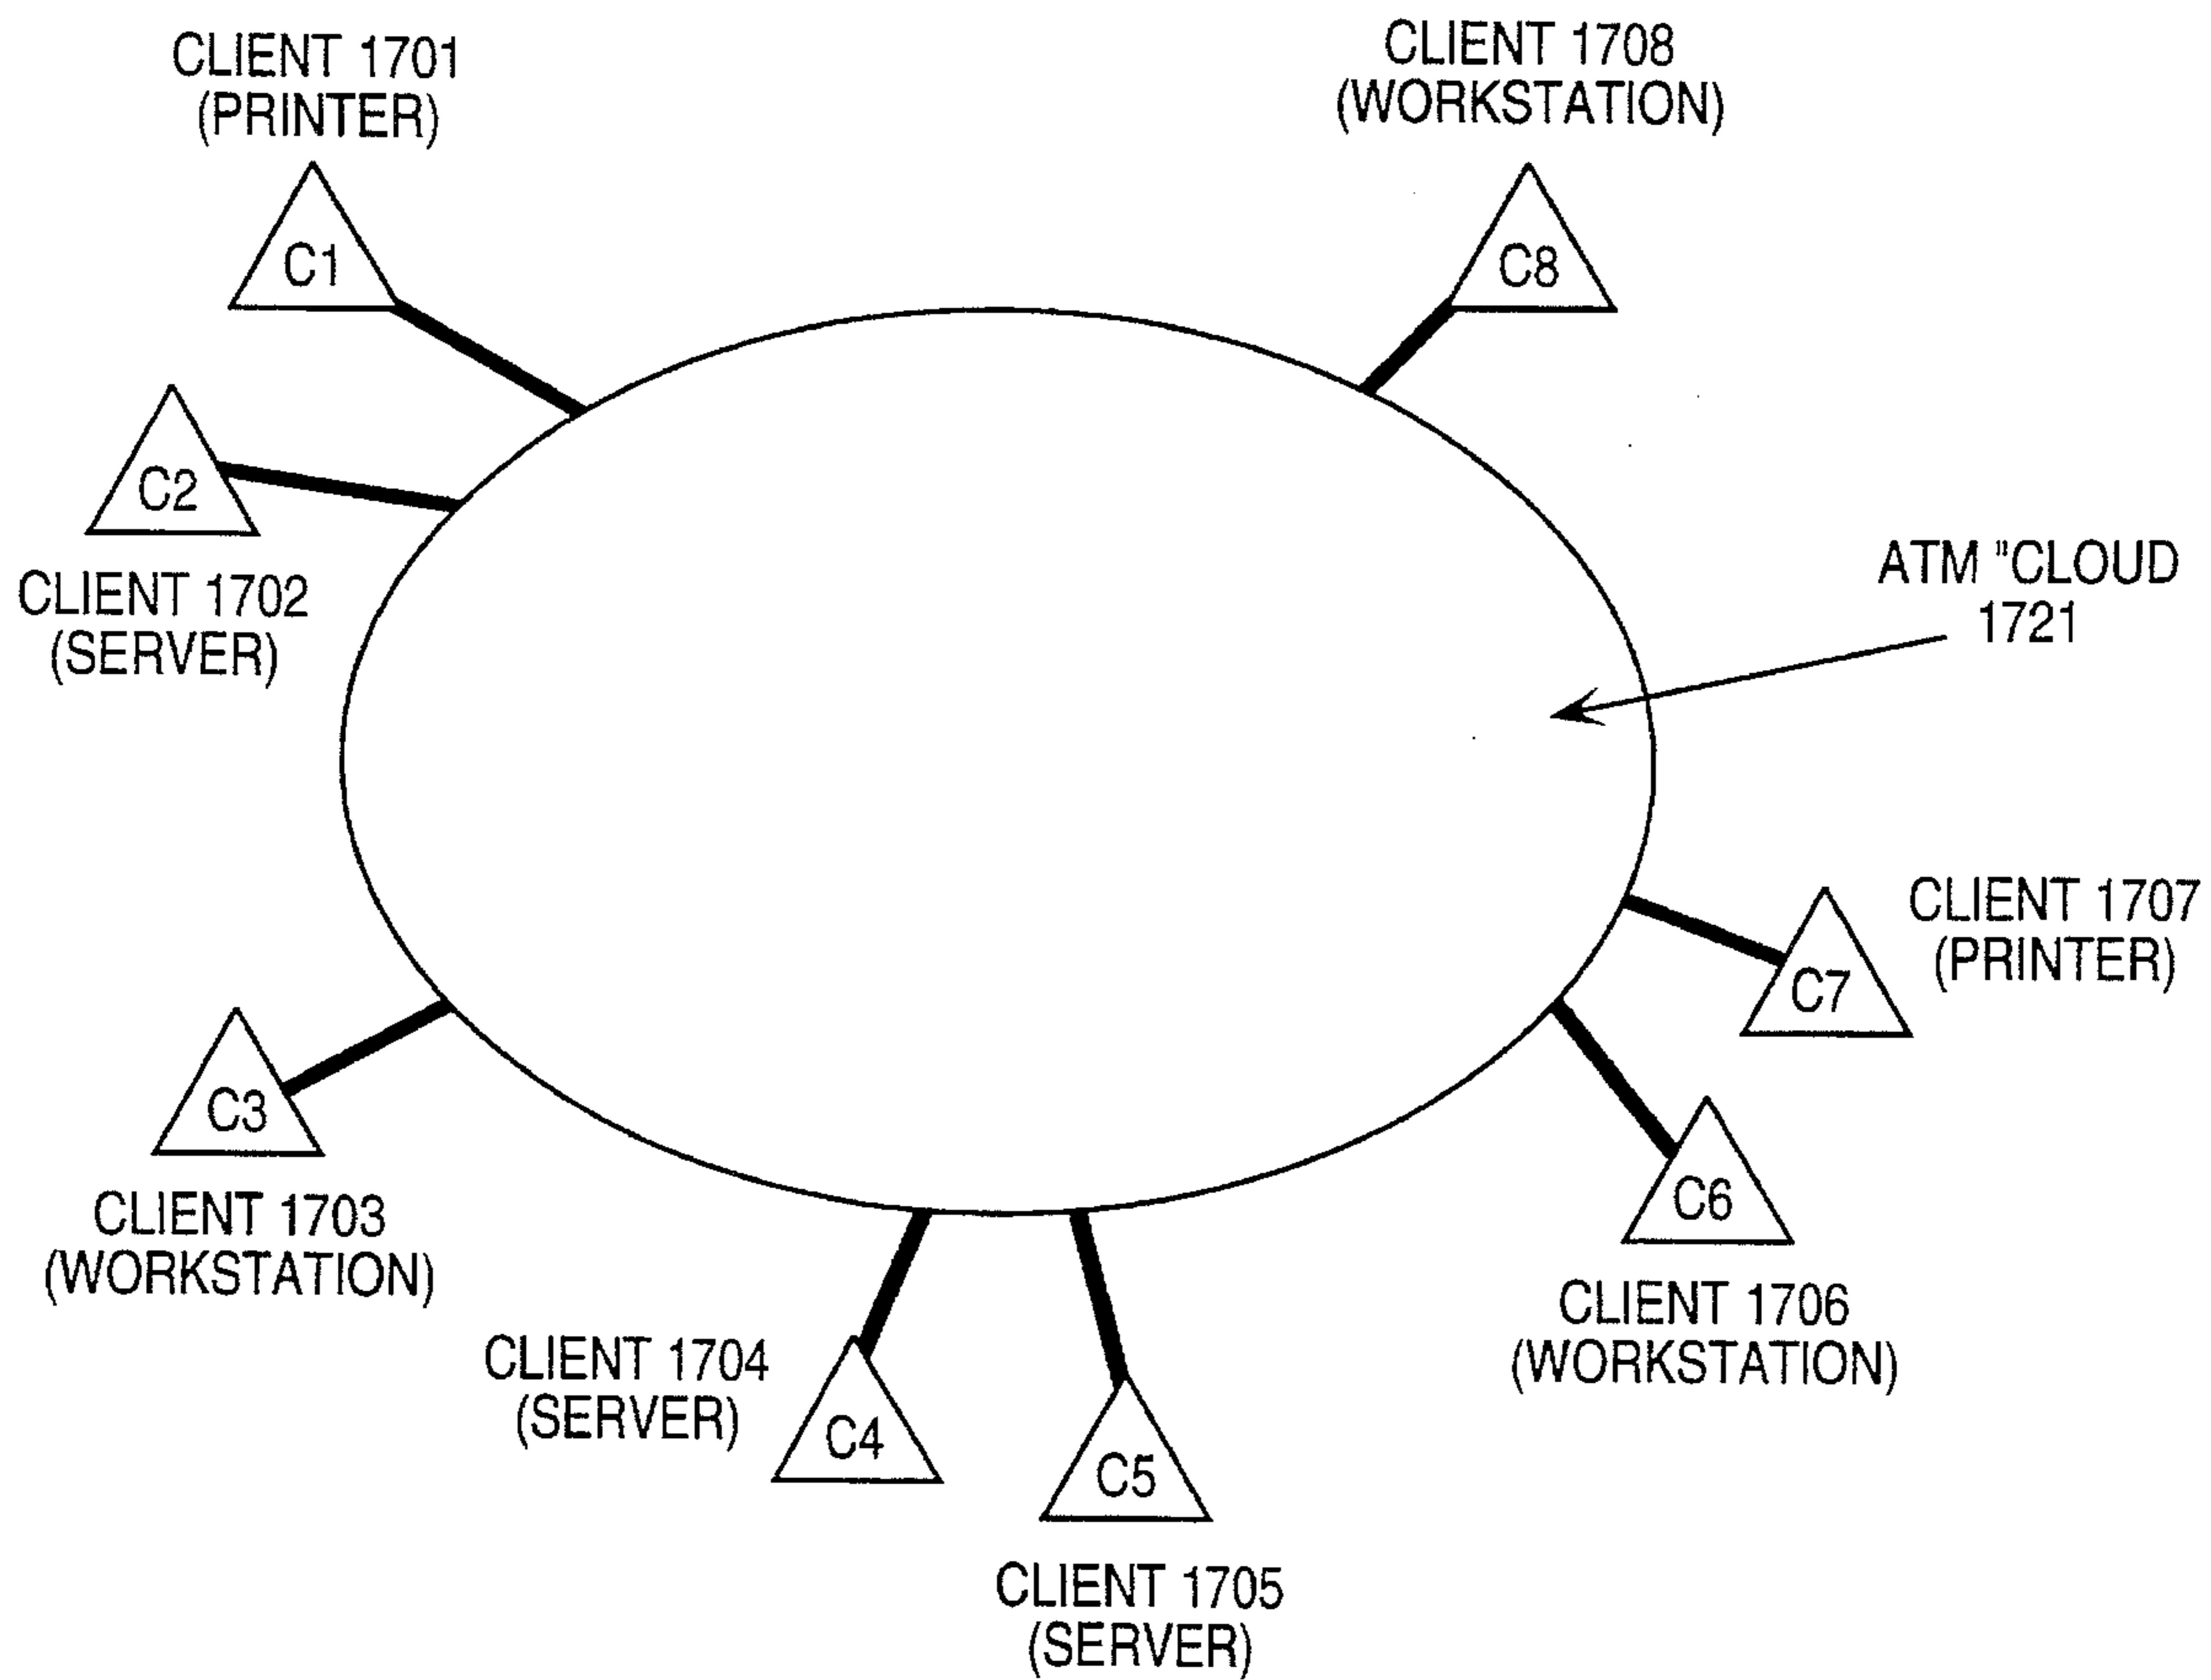 CLIENT 1701
(PRINTER)
C1
CLIENT 1708
(WORKSTATION)
C8
C2
CLIENT 1702
(SERVER)
ATM "CLOUD
1721
CLIENT 1707
(PRINTER)
C7
C3
CLIENT 1703
(WORKSTATION)
C6
CLIENT 1706
(WORKSTATION)
CLIENT 1704
(SERVER)
C4
C5
CLIENT 1705
(SERVER)